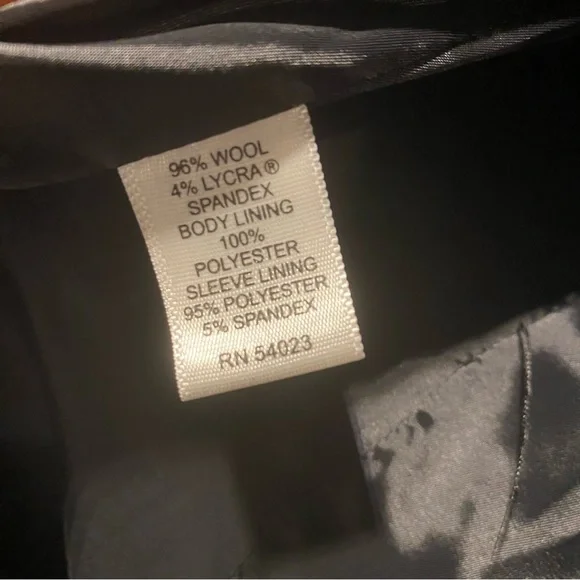 96% WOOL
4% LYCRA®
SPANDEX
BODY LINING
100%
POLYESTER
SLEEVE LINING
95% POLYESTER
5% SPANDEX
RN 54023